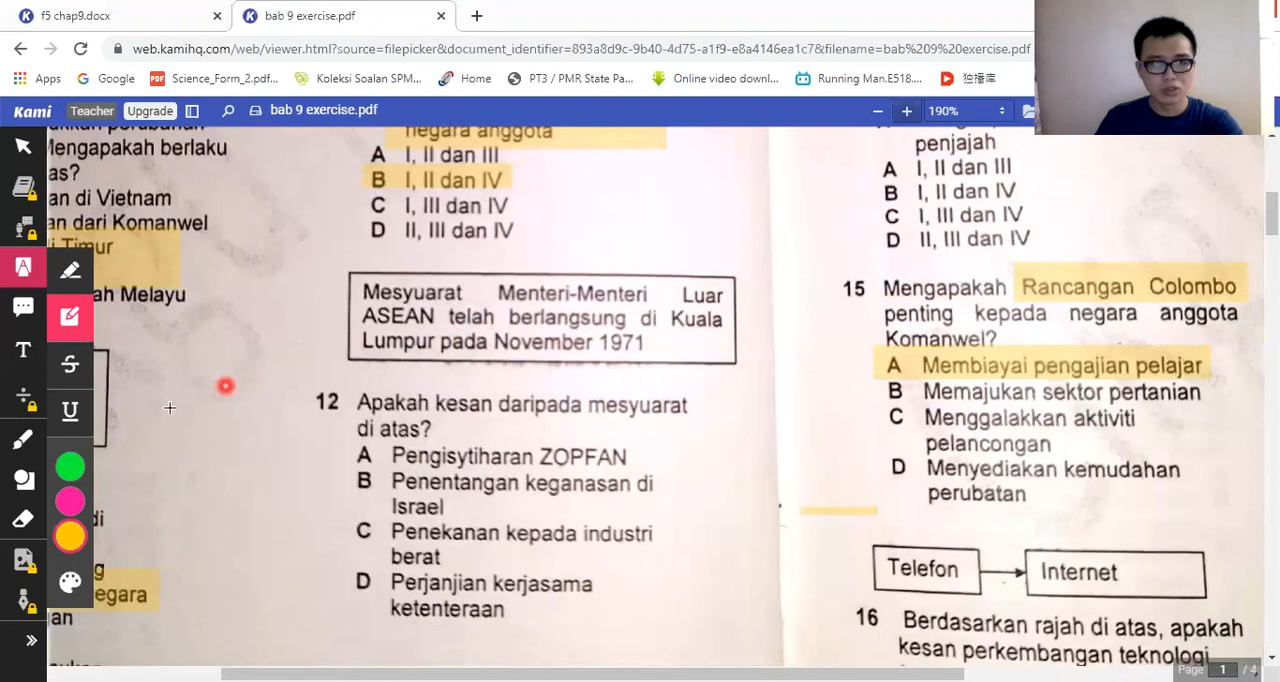 f5 chap9.docx
bab 9 exercise.pdf
web.kamihq.com/web/viewer.html?source=filepicker&document_identifier=893a8d9c-9b40-4d75-a1f9-e8a4146ea1c7&filename=bab%209%20exercise.pdf
Apps
Google
Science_Form_2.pdf...
Koleksi Soalan SPM...
Home
PT3 / PMR State Pa...
Online video downl...
Running Man.E518....
独播库
Kami
Teacher
Upgrade
bab 9 exercise.pdf
190%
Mengapakah berlaku
as?
an di Vietnam
an dari Komanwel
i Timur
ah Melayu
di
g
egara
an
negara anggota
A I, II dan III
B I, II dan IV
C I, III dan IV
D II, III dan IV
Mesyuarat Menteri-Menteri Luar
ASEAN telah berlangsung di Kuala
Lumpur pada November 1971
12 Apakah kesan daripada mesyuarat
di atas?
A Pengisytiharan ZOPFAN
B Penentangan keganasan di
Israel
C Penekanan kepada industri
berat
D Perjanjian kerjasama
ketenteraan
penjajah
A I, II dan III
B I, II dan IV
C I, III dan IV
D II, III dan IV
15 Mengapakah Rancangan Colombo
penting kepada negara anggota
Komanwel?
A Membiayai pengajian pelajar
B Memajukan sektor pertanian
C Menggalakkan aktiviti
pelancongan
D Menyediakan kemudahan
perubatan
Telefon
Internet
16 Berdasarkan rajah di atas, apakah
kesan perkembangan teknologi
Page 1 / 4